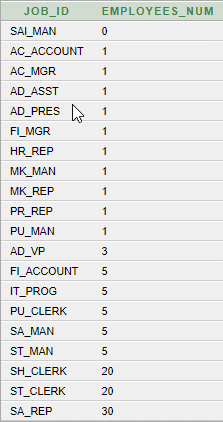 JOB_ID EMPLOYEES_NUM
SAI_MAN 0
AC_ACCOUNT 1
AC_MGR 1
AD_ASST 1
AD_PRES 1
FI_MGR 1
HR_REP 1
MK_MAN 1
MK_REP 1
PR_REP 1
PU_MAN 1
AD_VP 3
FI_ACCOUNT 5
IT_PROG 5
PU_CLERK 5
SA_MAN 5
ST_MAN 5
SH_CLERK 20
ST_CLERK 20
SA_REP 30